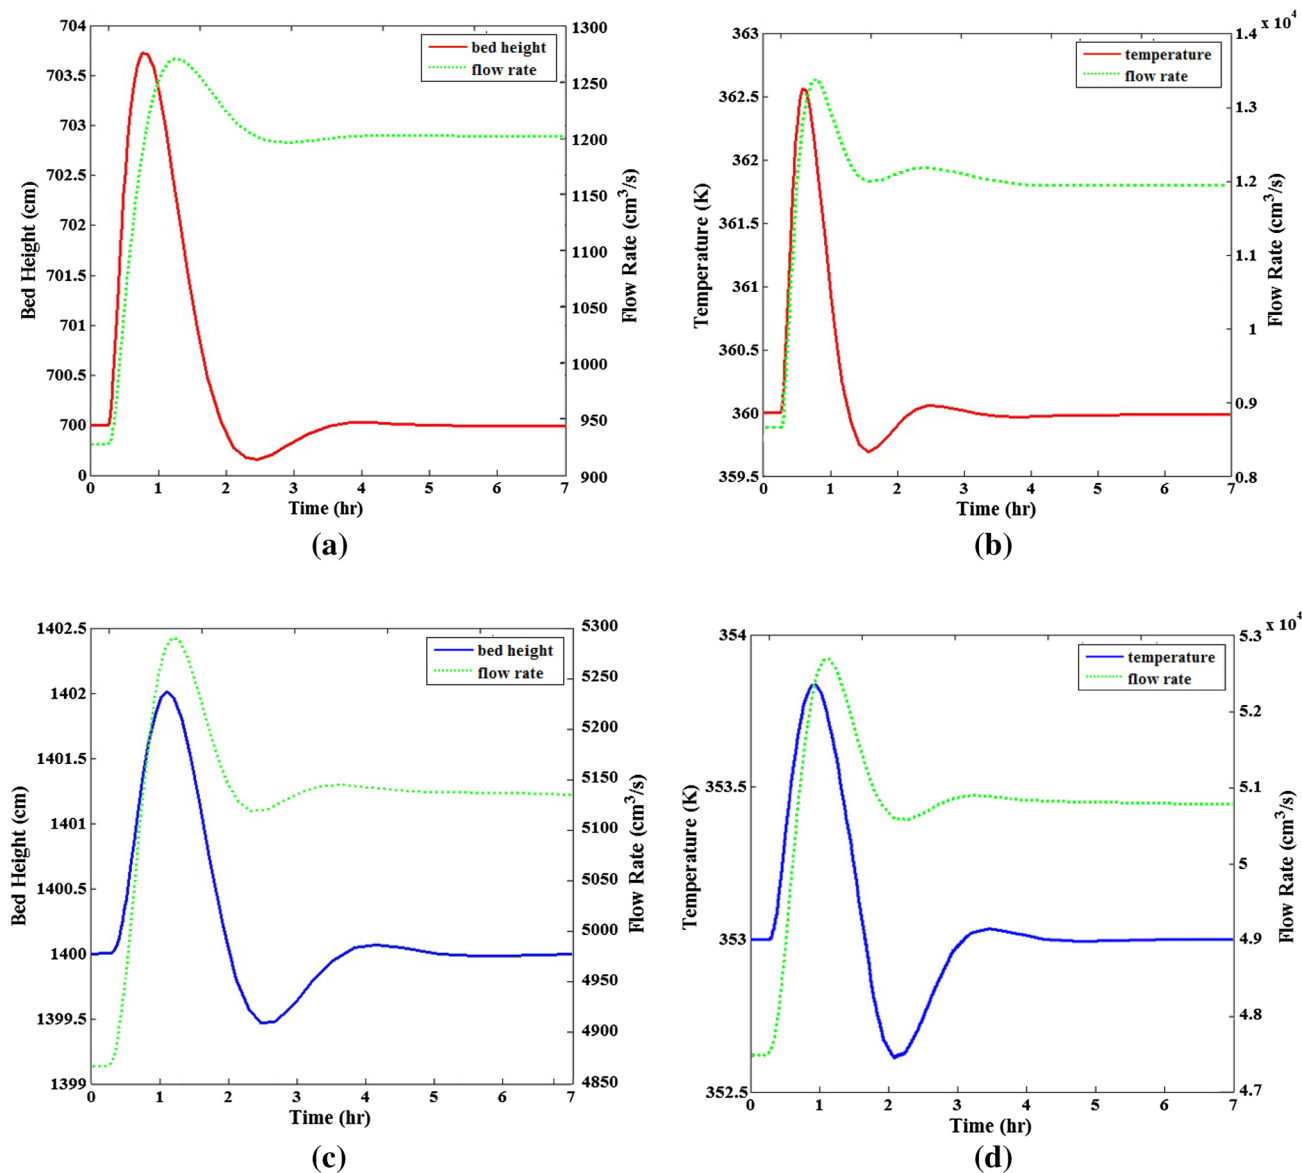 704
703.5
703
702.5
702
701.5
701
700.5
700
0
Bed Height (cm)
bed height
flow rate
1300
1250
1200
1150
1100
1050
1000
950
900
Flow Rate (cm³/s)
0 1 2 3 4 5 6 7
Time (hr)
(a)
363
362.5
362
361.5
361
360.5
360
359.5
Temperature (K)
temperature
flow rate
x 10⁴
1.4
1.3
1.2
1.1
1
0.9
0.8
Flow Rate (cm³/s)
0 1 2 3 4 5 6 7
Time (hr)
(b)
1402.5
1402
1401.5
1401
1400.5
1400
1399.5
1399
Bed Height (cm)
bed height
flow rate
5300
5250
5200
5150
5100
5050
5000
4950
4900
4850
Flow Rate (cm³/s)
0 1 2 3 4 5 6 7
Time (hr)
(c)
354
353.5
353
352.5
Temperature (K)
temperature
flow rate
x 10⁴
5.3
5.2
5.1
5
4.9
4.8
4.7
Flow Rate (cm³/s)
0 1 2 3 4 5 6 7
Time (hr)
(d)